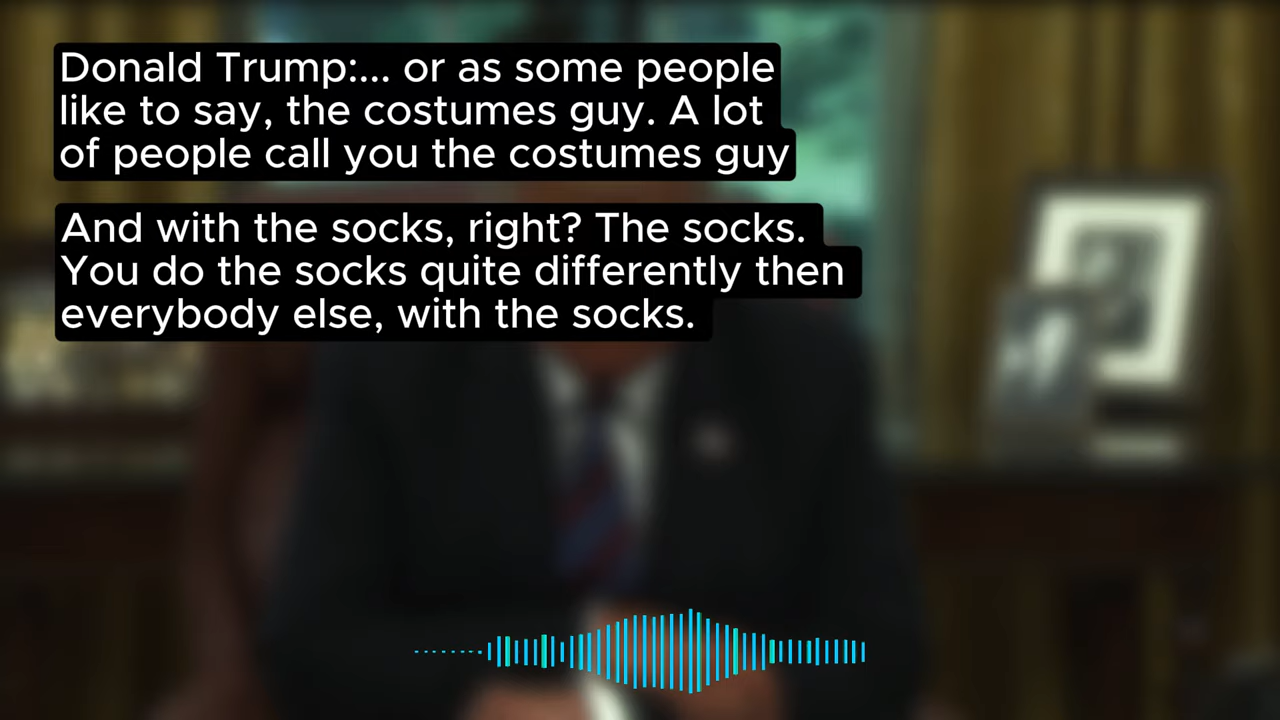 Donald Trump:... or as some people
like to say, the costumes guy. A lot
of people call you the costumes guy
And with the socks, right? The socks.
You do the socks quite differently then
everybody else, with the socks.